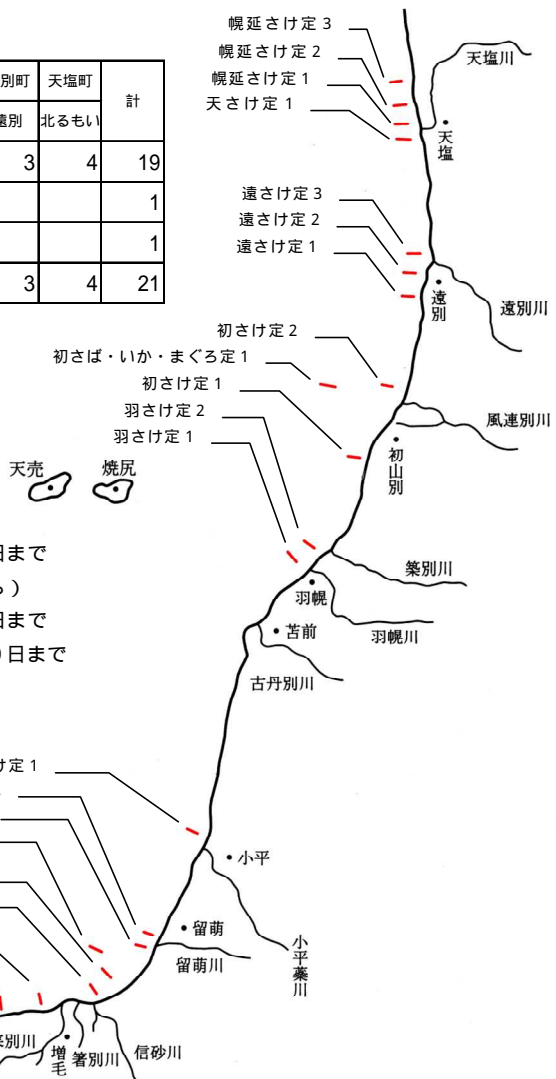 別町 天塩町 計
遠別 北るもい
3 4 19
1
1
3 4 21
幌延さけ定3
幌延さけ定2
幌延さけ定1
天さけ定1
天塩川
天塩
遠さけ定3
遠さけ定2
遠さけ定1
遠別
遠別川
初さけ定2
初さば・いか・まぐろ定1
初さけ定1
羽さけ定2
羽さけ定1
風連別川
初山別
天売
焼尻
日まで
)
日まで
日まで
築別川
羽幌
羽幌川
苫前
古丹別川
け定1
小平
小平蘂川
留萌
留萌川
別川
増毛
箸別川
信砂川